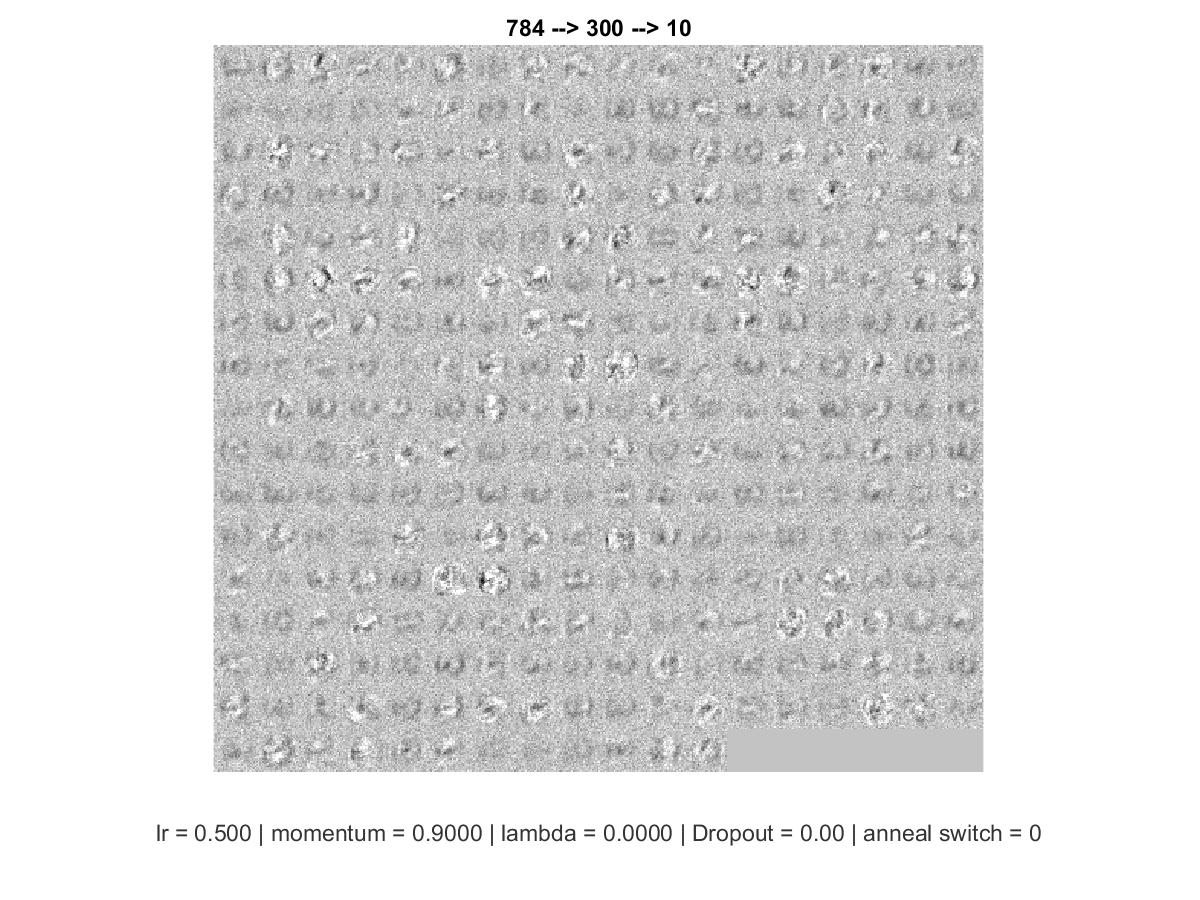 784 --> 300 --> 10
lr = 0.500 | momentum = 0.9000 | lambda = 0.0000 | Dropout = 0.00 | anneal switch = 0